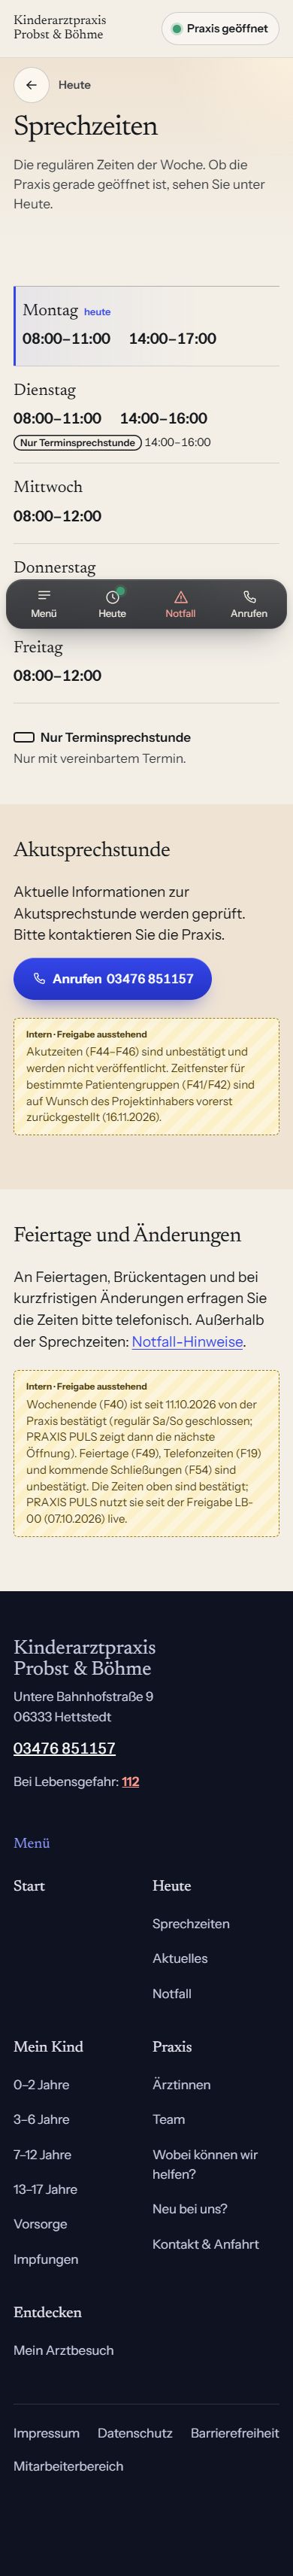 Kinderarztpraxis
Probst & Böhme
Praxis geöffnet
Heute
Sprechzeiten
Die regulären Zeiten der Woche. Ob die
Praxis gerade geöffnet ist, sehen Sie unter
Heute.
Montag heute
08:00–11:00 14:00–17:00
Dienstag
08:00–11:00 14:00–16:00
Nur Terminsprechstunde 14:00–16:00
Mittwoch
08:00–12:00
Donnerstag
Menü
Heute
Notfall
Anrufen
Freitag
08:00–12:00
Nur Terminsprechstunde
Nur mit vereinbartem Termin.
Akutsprechstunde
Aktuelle Informationen zur
Akutsprechstunde werden geprüft.
Bitte kontaktieren Sie die Praxis.
Anrufen 03476 851157
Intern · Freigabe ausstehend
Akutzeiten (F44–F46) sind unbestätigt und
werden nicht veröffentlicht. Zeitfenster für
bestimmte Patientengruppen (F41/F42) sind
auf Wunsch des Projektinhabers vorerst
zurückgestellt (16.11.2026).
Feiertage und Änderungen
An Feiertagen, Brückentagen und bei
kurzfristigen Änderungen erfragen Sie
die Zeiten bitte telefonisch. Außerhalb
der Sprechzeiten: Notfall-Hinweise.
Intern · Freigabe ausstehend
Wochenende (F40) ist seit 11.10.2026 von der
Praxis bestätigt (regulär Sa/So geschlossen;
PRAXIS PULS zeigt dann die nächste
Öffnung). Feiertage (F49), Telefonzeiten (F19)
und kommende Schließungen (F54) sind
unbestätigt. Die Zeiten oben sind bestätigt;
PRAXIS PULS nutzt sie seit der Freigabe LB-
00 (07.10.2026) live.
Kinderarztpraxis
Probst & Böhme
Untere Bahnhofstraße 9
06333 Hettstedt
03476 851157
Bei Lebensgefahr: 112
Menü
Start
Heute
Sprechzeiten
Aktuelles
Notfall
Mein Kind
0–2 Jahre
3–6 Jahre
7–12 Jahre
13–17 Jahre
Vorsorge
Impfungen
Praxis
Ärztinnen
Team
Wobei können wir
helfen?
Neu bei uns?
Kontakt & Anfahrt
Entdecken
Mein Arztbesuch
Impressum Datenschutz Barrierefreiheit
Mitarbeiterbereich